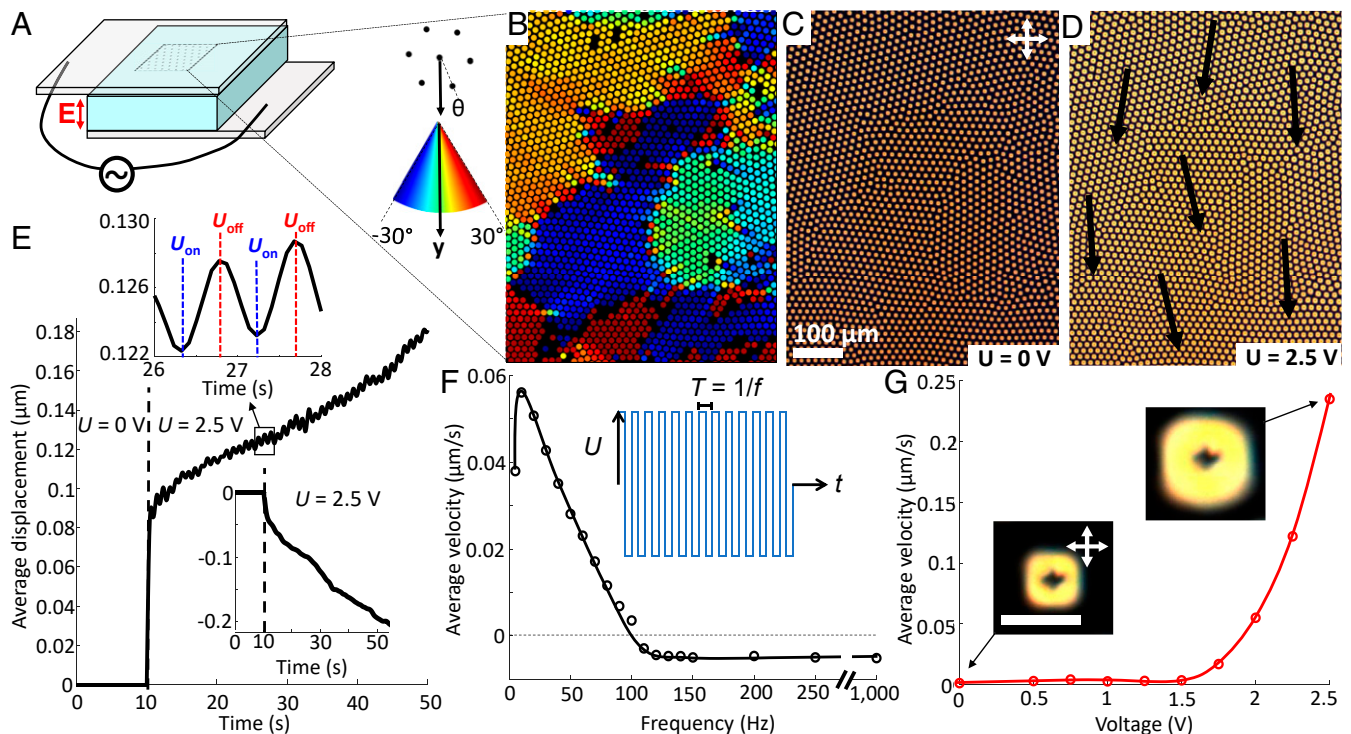 A
E
~
θ
-30°
y
30°
B
C
100 μm
U = 0 V
D
U = 2.5 V
E
0.130
0.126
0.122
U_on
U_off
U_on
U_off
26
27
28
Time (s)
0.18
0.16
0.14
0.12
0.1
0.08
0.06
0.04
0.02
0
Average displacement (μm)
U = 0 V
U = 2.5 V
U = 2.5 V
0
-0.1
-0.2
0
10
30
50
Time (s)
0
10
20
30
40
50
Time (s)
F
0.06
0.04
0.02
0
Average velocity (μm/s)
T = 1/f
U
t
0
50
100
150
200
250
1,000
Frequency (Hz)
G
0.25
0.20
0.15
0.10
0.05
0
Average velocity (μm/s)
0
0.5
1
1.5
2
2.5
Voltage (V)